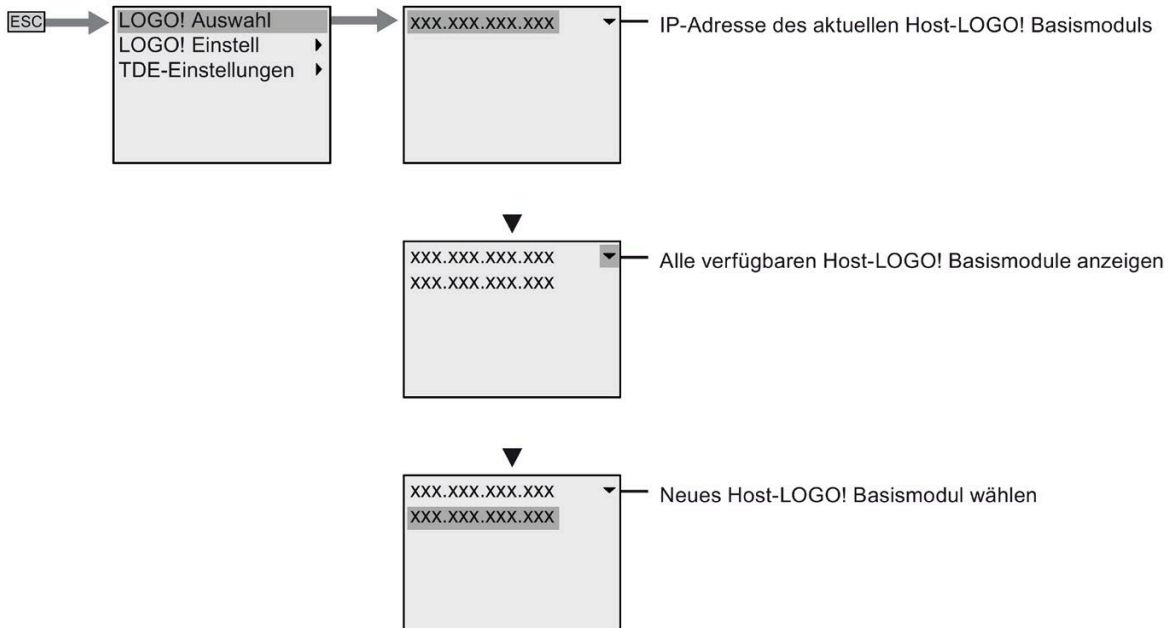 ESC
LOGO! Auswahl
LOGO! Einstell
TDE-Einstellungen
xxx.xxx.xxx.xxx
IP-Adresse des aktuellen Host-LOGO! Basismoduls
xxx.xxx.xxx.xxx
xxx.xxx.xxx.xxx
Alle verfügbaren Host-LOGO! Basismodule anzeigen
xxx.xxx.xxx.xxx
xxx.xxx.xxx.xxx
Neues Host-LOGO! Basismodul wählen